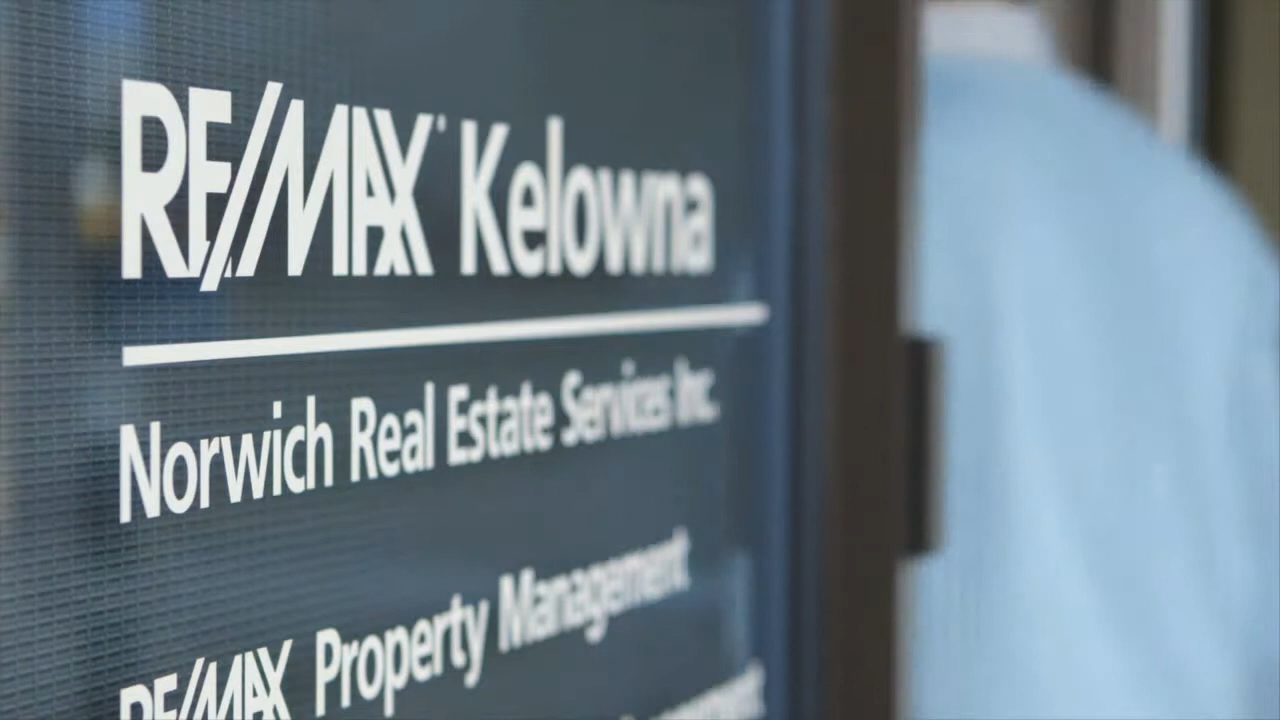 RE/MAX® Kelowna
Norwich Real Estate Services Inc.
RE/MAX Property Management